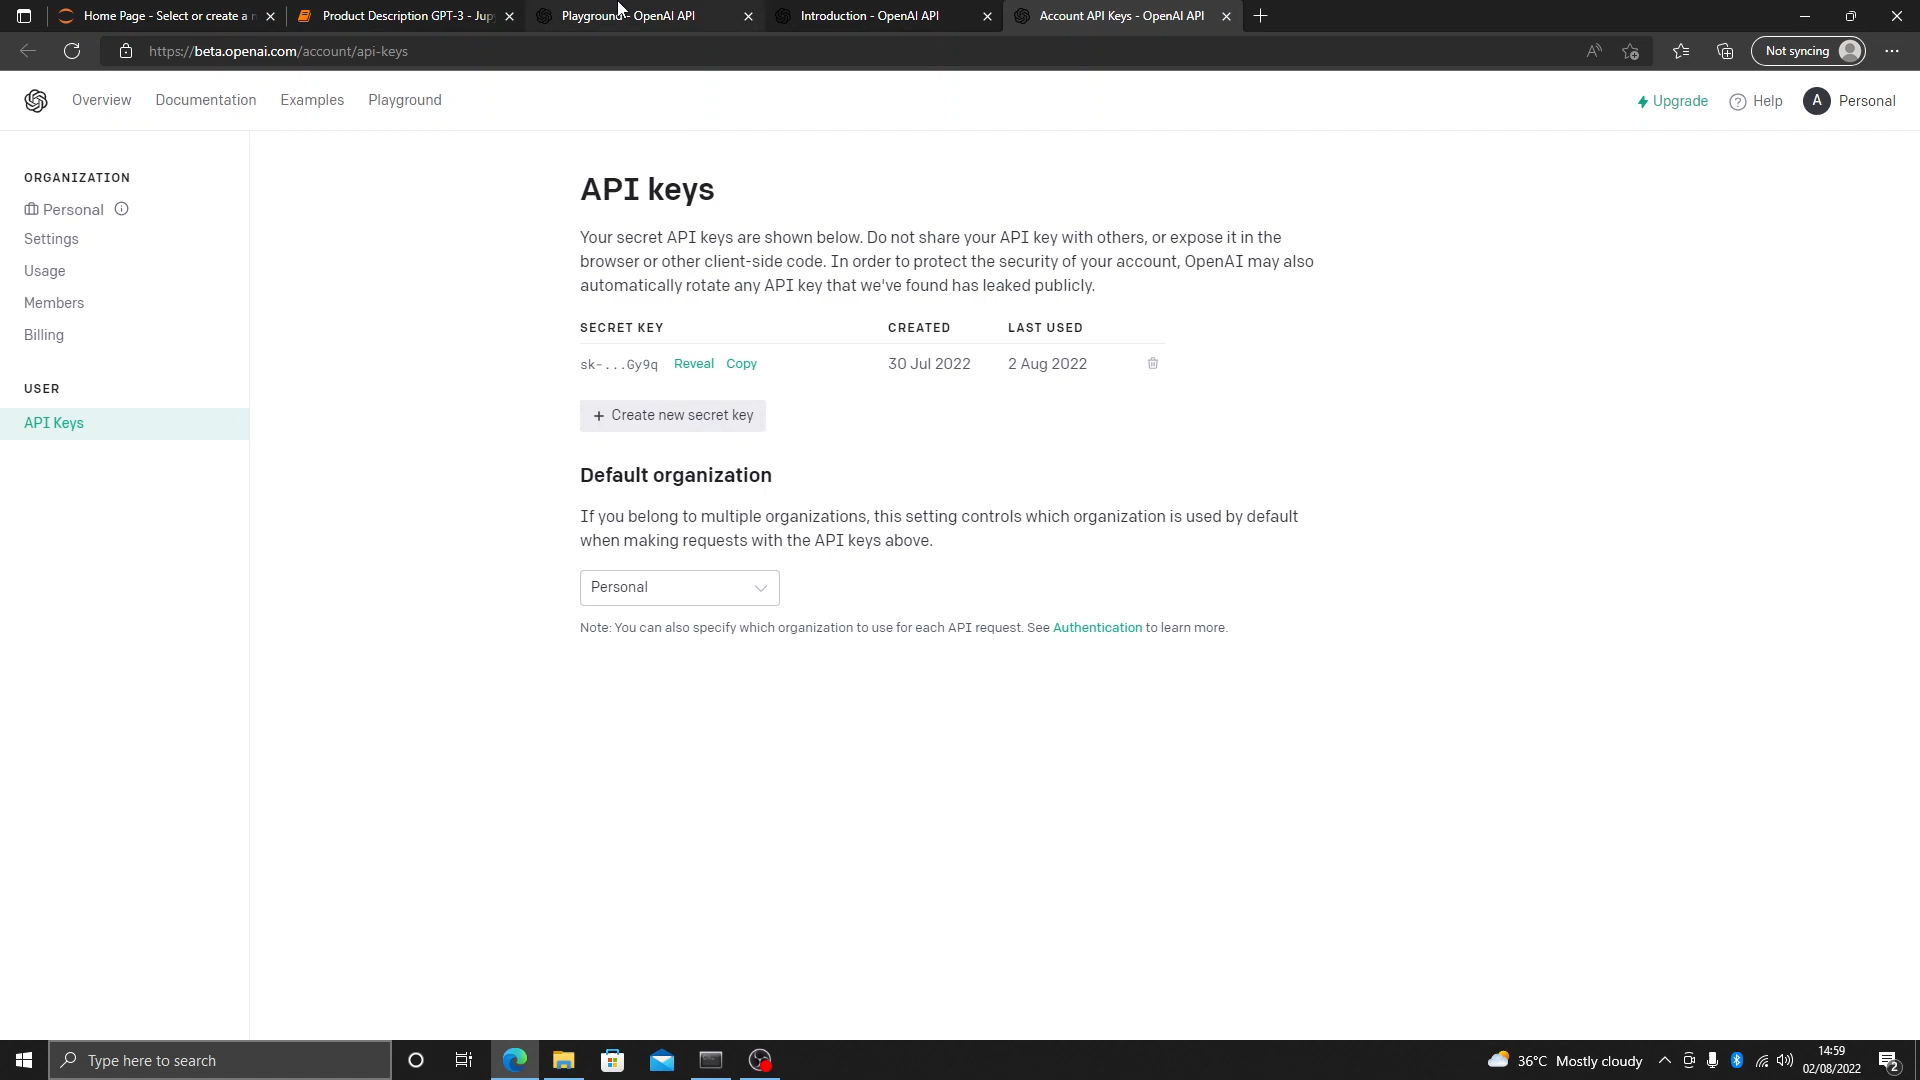 Home Page - Select or create a n
Product Description GPT-3 - Jup
Playground - OpenAI API
Introduction - OpenAI API
Account API Keys - OpenAI API
https://beta.openai.com/account/api-keys
Not syncing
Overview
Documentation
Examples
Playground
Upgrade
Help
A
Personal
ORGANIZATION
Personal
Settings
Usage
Members
Billing
USER
API Keys
API keys
Your secret API keys are shown below. Do not share your API key with others, or expose it in the
browser or other client-side code. In order to protect the security of your account, OpenAI may also
automatically rotate any API key that we've found has leaked publicly.
SECRET KEY CREATED LAST USED
sk-...Gy9q Reveal Copy 30 Jul 2022 2 Aug 2022
+ Create new secret key
Default organization
If you belong to multiple organizations, this setting controls which organization is used by default
when making requests with the API keys above.
Personal
Note: You can also specify which organization to use for each API request. See Authentication to learn more.
Type here to search
36°C Mostly cloudy
14:59
02/08/2022
2